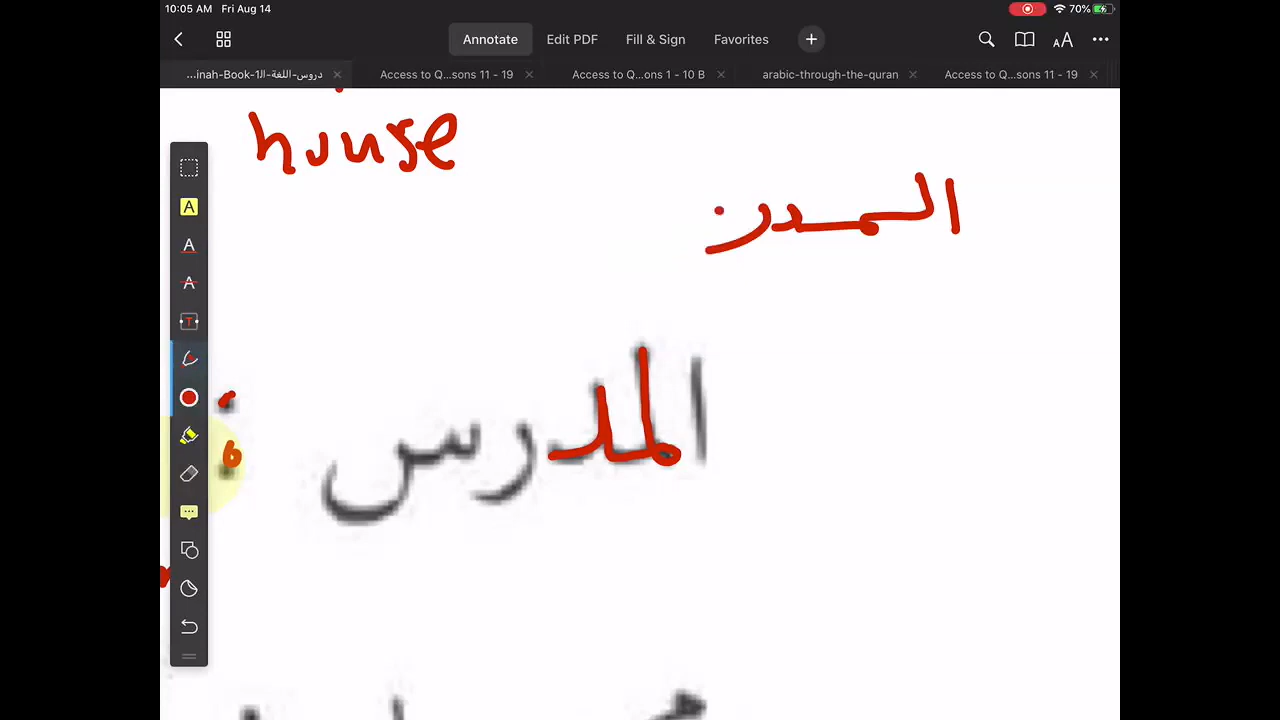 10:05 AM Fri Aug 14 70%
Annotate Edit PDF Fill & Sign Favorites
...inah-Book-1-دروس-اللغة-ال Access to Q...sons 11 - 19 Access to Q...ons 1 - 10 B arabic-through-the-quran Access to Q...sons 11 - 19
house
المدز
المدرس :